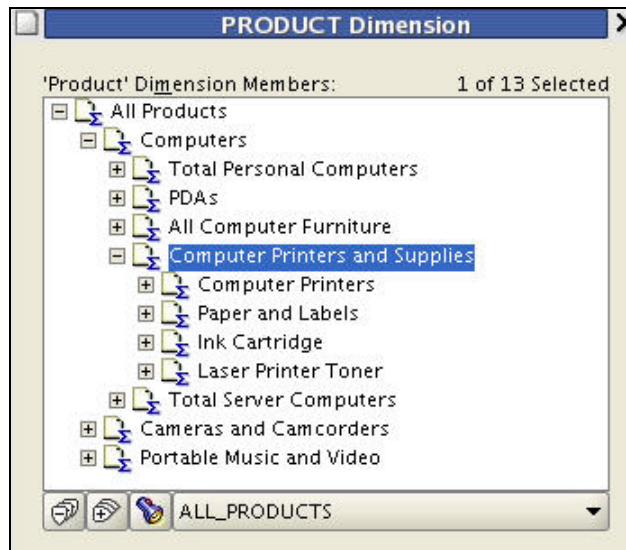 PRODUCT Dimension
'Product' Dimension Members: 1 of 13 Selected
All Products
Computers
Total Personal Computers
PDAs
All Computer Furniture
Computer Printers and Supplies
Computer Printers
Paper and Labels
Ink Cartridge
Laser Printer Toner
Total Server Computers
Cameras and Camcorders
Portable Music and Video
ALL_PRODUCTS